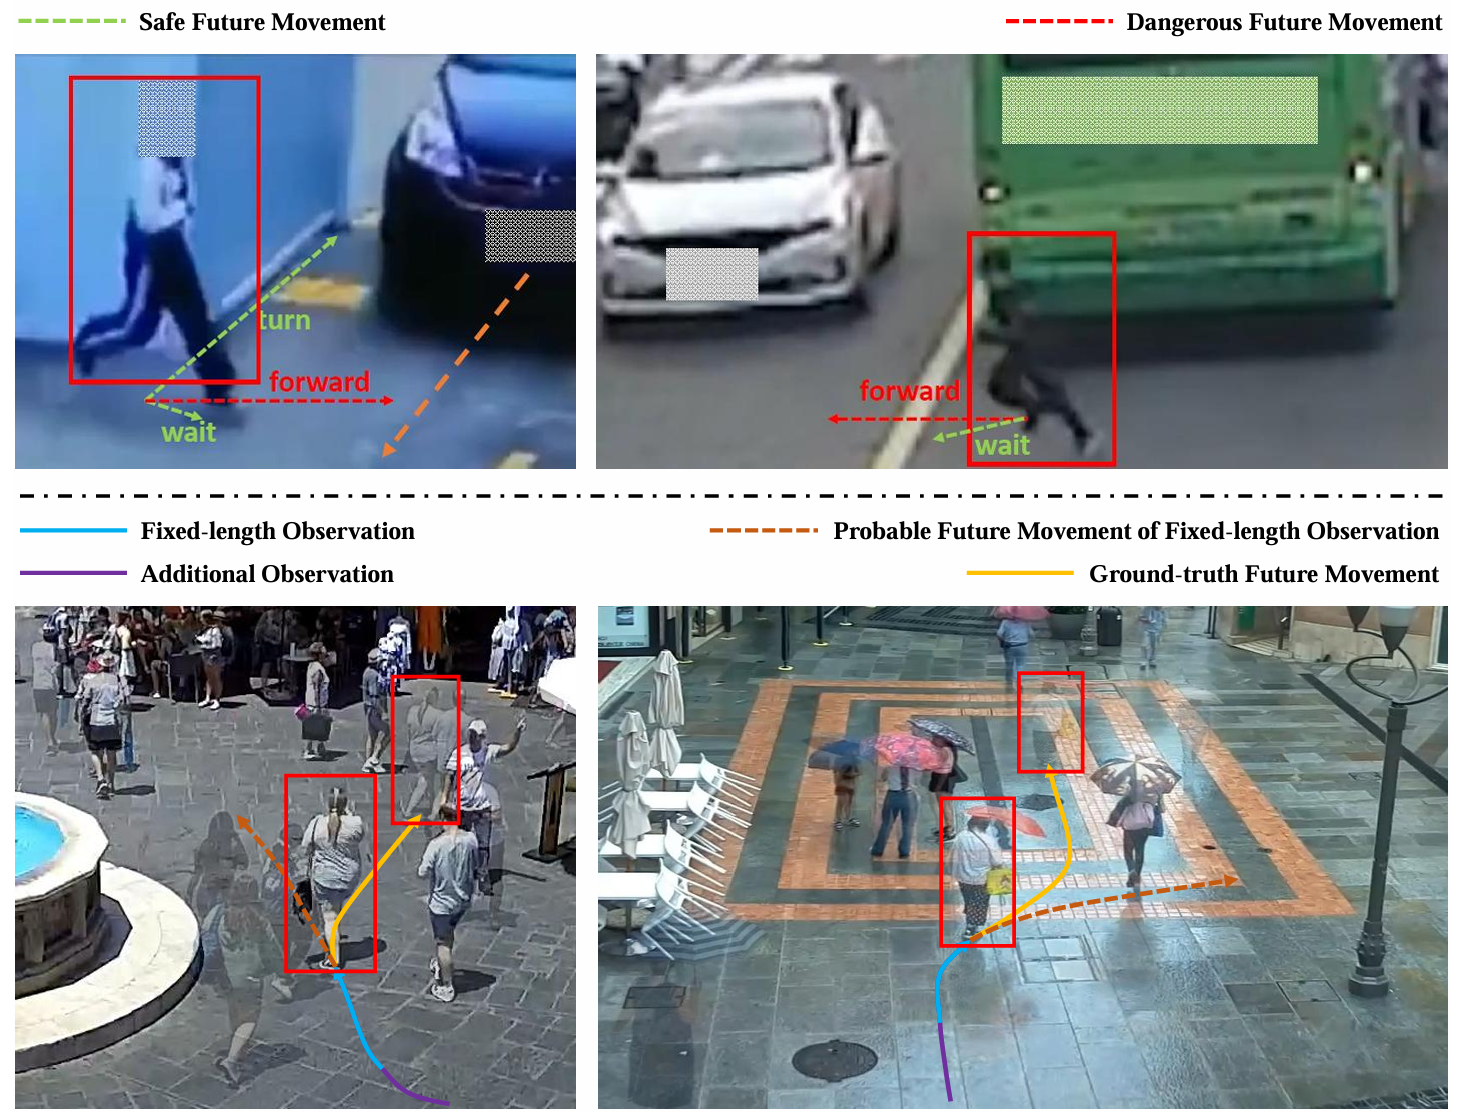 Safe Future Movement
Dangerous Future Movement
turn
forward
wait
forward
wait
Fixed-length Observation
Probable Future Movement of Fixed-length Observation
Additional Observation
Ground-truth Future Movement